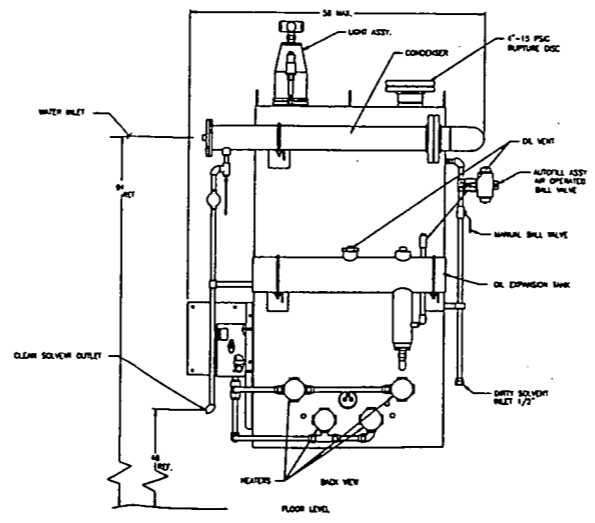 58 MAX.
LIGHT ASSY.
CONDENSER
4"-15 PSIG
RUPTURE DISC
WATER INLET
OIL VENT
AUTOFILL ASSY
AIR OPERATED
BALL VALVE
94
REF
MANUAL BALL VALVE
OIL EXPANSION TANK
CLEAN SOLVENT OUTLET
DIRTY SOLVENT
INLET 1/2"
48
REF.
HEATERS
BACK VIEW
FLOOR LEVEL